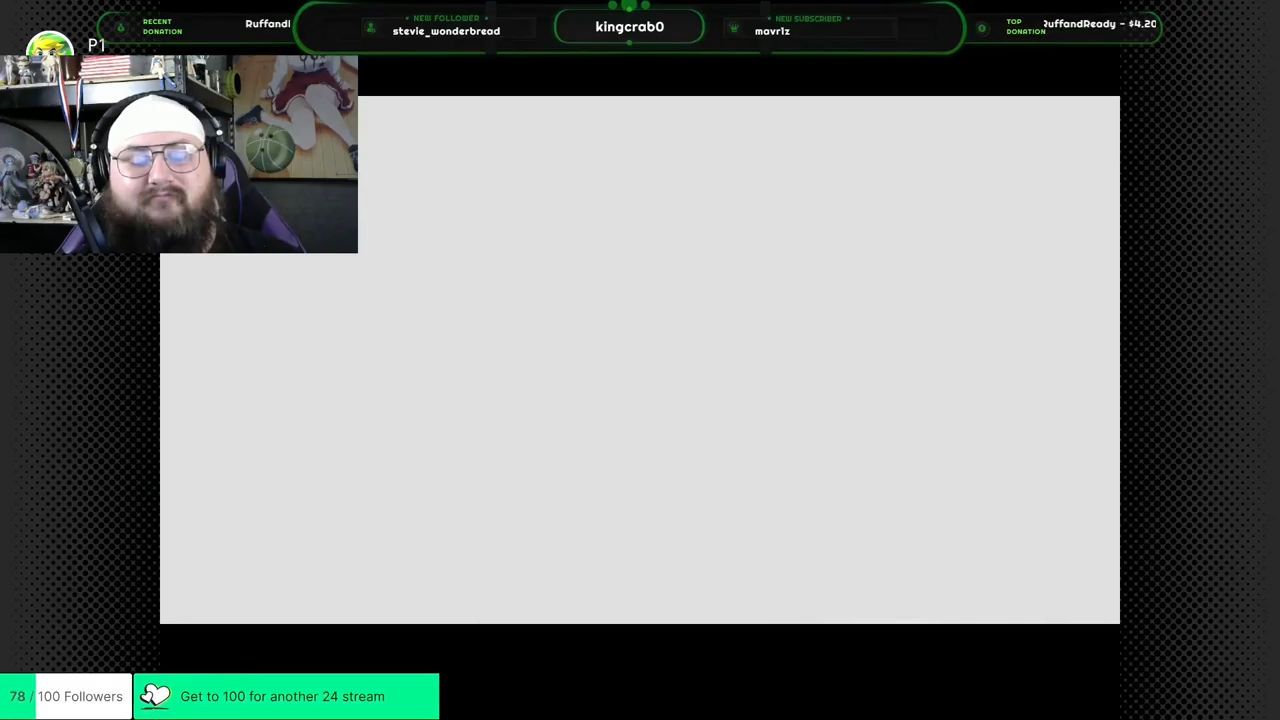 RECENT
DONATION
RuffandI
NEW FOLLOWER
stevie_wonderbread
kingcrab0
NEW SUBSCRIBER
mavr1z
TOP
DONATION
RuffandReady - $4.20
P1
78 / 100 Followers
Get to 100 for another 24 stream